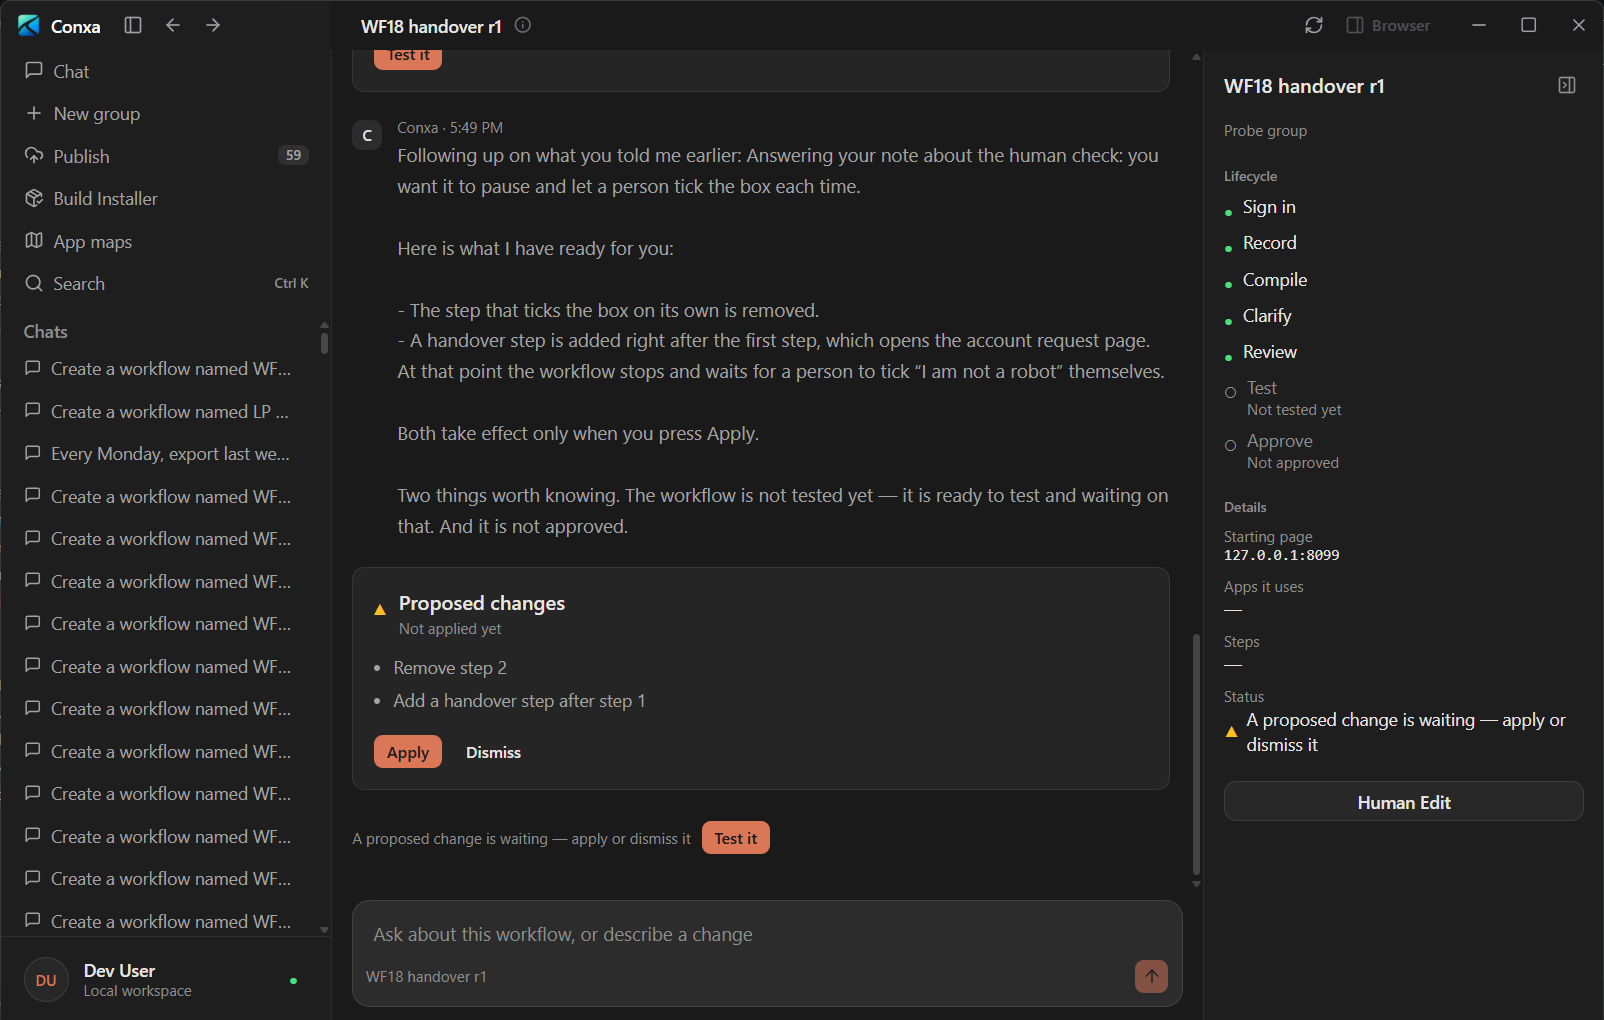 Conxa
WF18 handover r1
Browser
Chat
New group
Publish 59
Build Installer
App maps
Search Ctrl K
Chats
Create a workflow named WF...
Create a workflow named LP ...
Every Monday, export last we...
Create a workflow named WF...
Create a workflow named WF...
Create a workflow named WF...
Create a workflow named WF...
Create a workflow named WF...
Create a workflow named WF...
Create a workflow named WF...
Create a workflow named WF...
Create a workflow named WF...
Create a workflow named WF...
Create a workflow named WF...
DU
Dev User
Local workspace
Test it
C
Conxa · 5:49 PM
Following up on what you told me earlier: Answering your note about the human check: you
want it to pause and let a person tick the box each time.
Here is what I have ready for you:
- The step that ticks the box on its own is removed.
- A handover step is added right after the first step, which opens the account request page.
At that point the workflow stops and waits for a person to tick “I am not a robot” themselves.
Both take effect only when you press Apply.
Two things worth knowing. The workflow is not tested yet — it is ready to test and waiting on
that. And it is not approved.
Proposed changes
Not applied yet
• Remove step 2
• Add a handover step after step 1
Apply Dismiss
A proposed change is waiting — apply or dismiss it Test it
Ask about this workflow, or describe a change
WF18 handover r1
WF18 handover r1
Probe group
Lifecycle
Sign in
Record
Compile
Clarify
Review
Test
Not tested yet
Approve
Not approved
Details
Starting page
127.0.0.1:8099
Apps it uses
—
Steps
—
Status
A proposed change is waiting — apply or
dismiss it
Human Edit